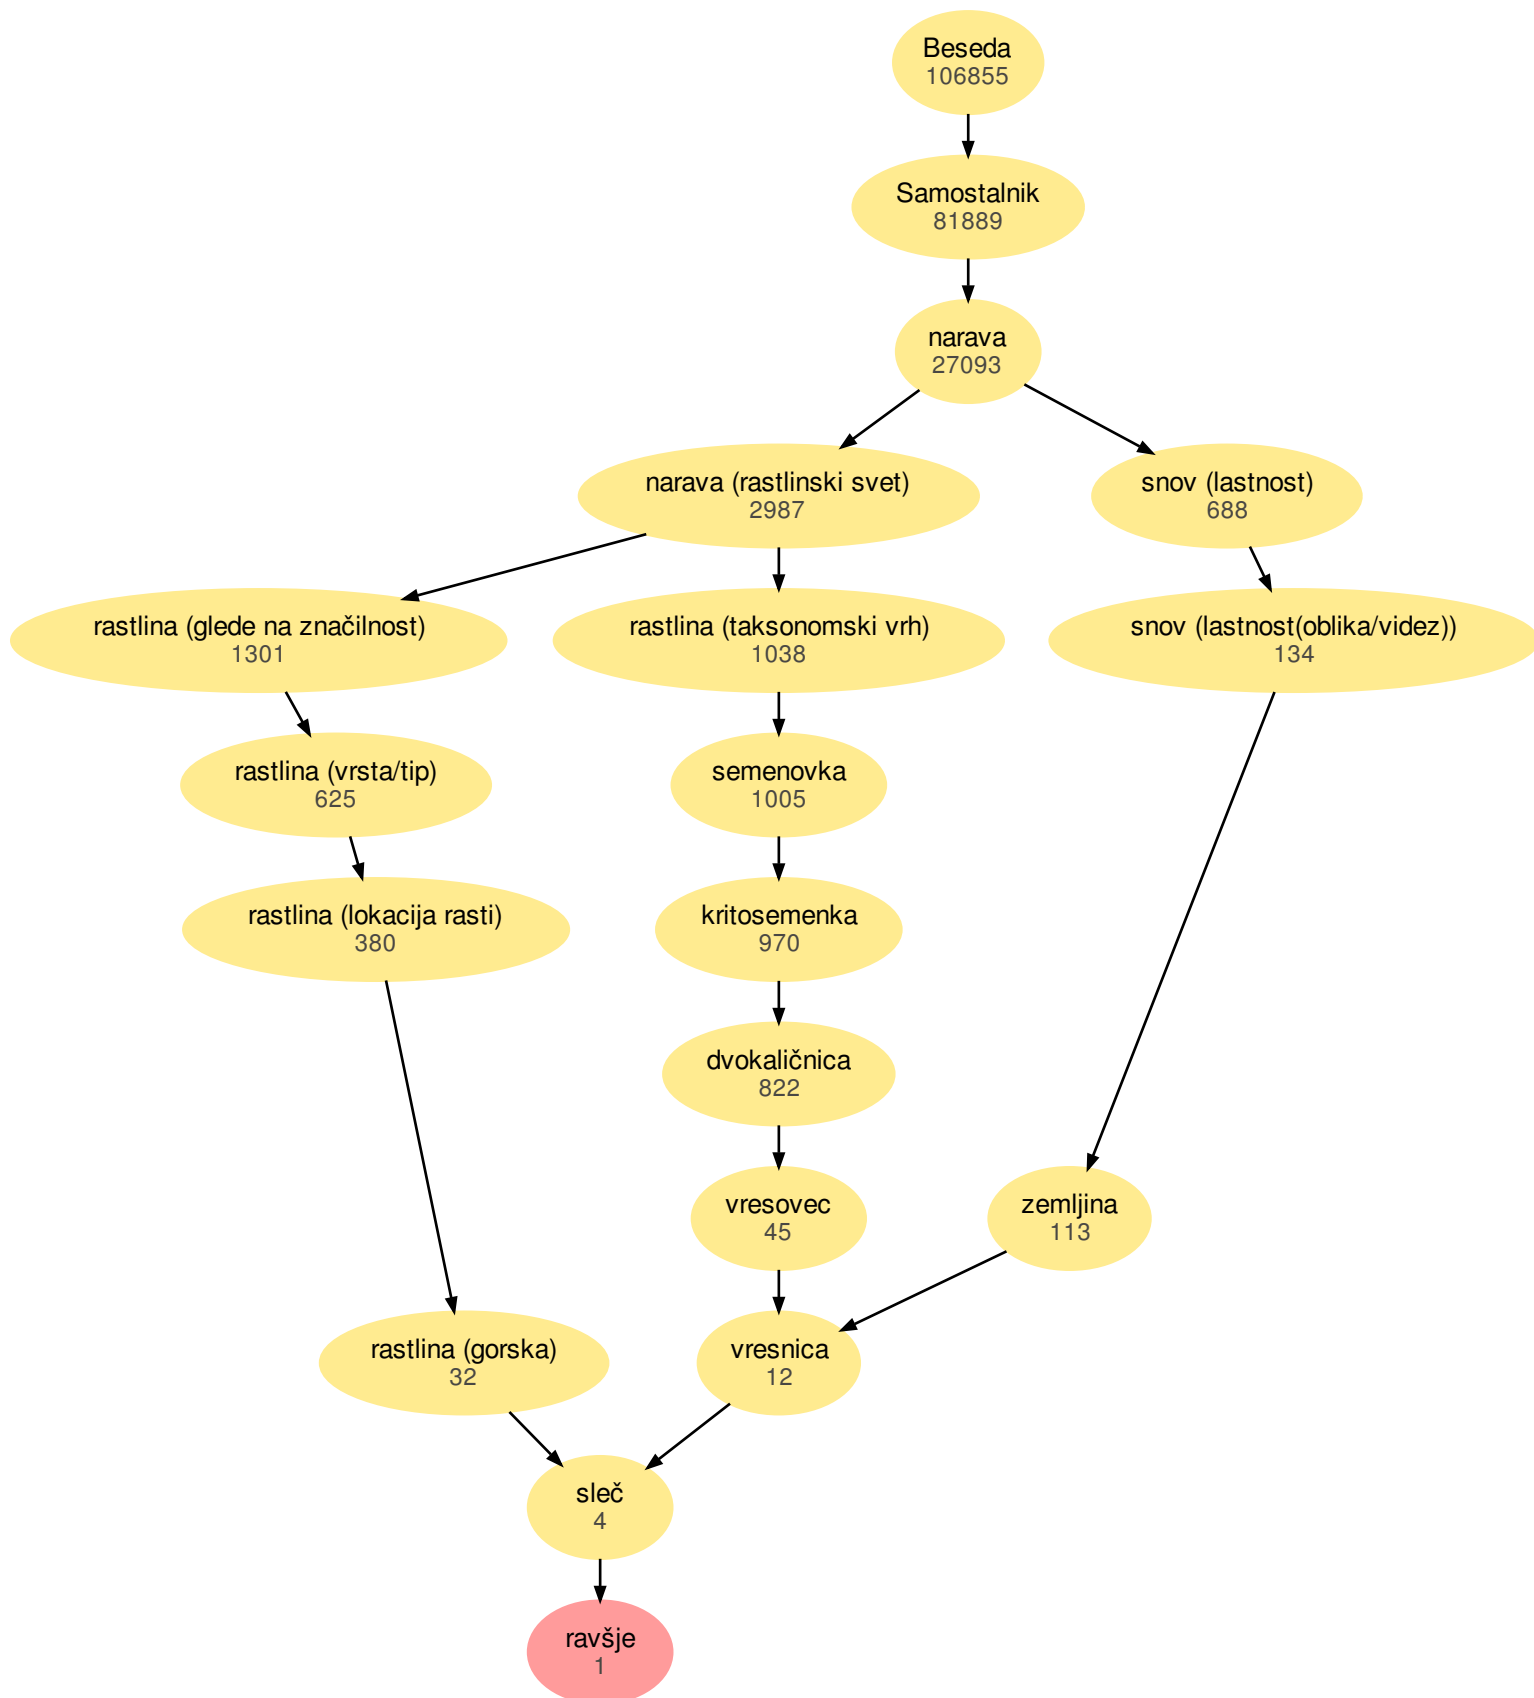 Beseda
106855
Samostalnik
81889
narava
27093
narava (rastlinski svet)
2987
snov (lastnost)
688
rastlina (glede na značilnost)
1301
rastlina (taksonomski vrh)
1038
snov (lastnost(oblika/videz))
134
rastlina (vrsta/tip)
625
semenovka
1005
rastlina (lokacija rasti)
380
kritosemenka
970
dvokaličnica
822
vresovec
45
zemljina
113
rastlina (gorska)
32
vresnica
12
sleč
4
ravšje
1